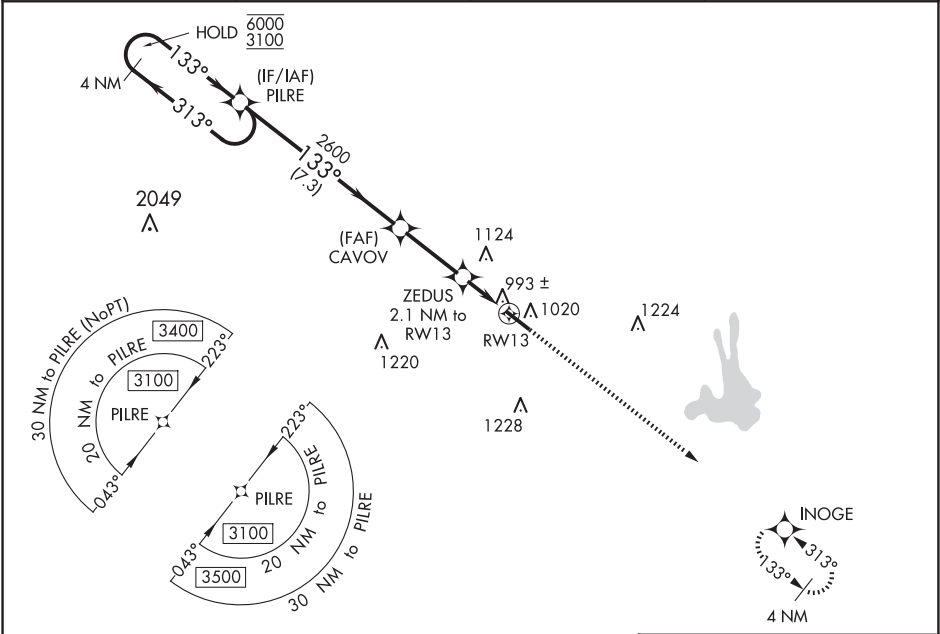 HOLD 6000
3100
133°
4 NM
313°
(IF/IAF)
PILRE
2600
133°
(7.3)
2049
(FAF)
CAVOV
1124
ZEDUS
2.1 NM to
RW13
993 ±
1020
RW13
1224
1220
1228
30 NM to PILRE (NoPT)
3400
223°
20 NM to PILRE
3100
PILRE
043°
223°
PILRE
3100
20 NM to PILRE
043°
3500
30 NM to PILRE
INOGE
313°
133°
4 NM